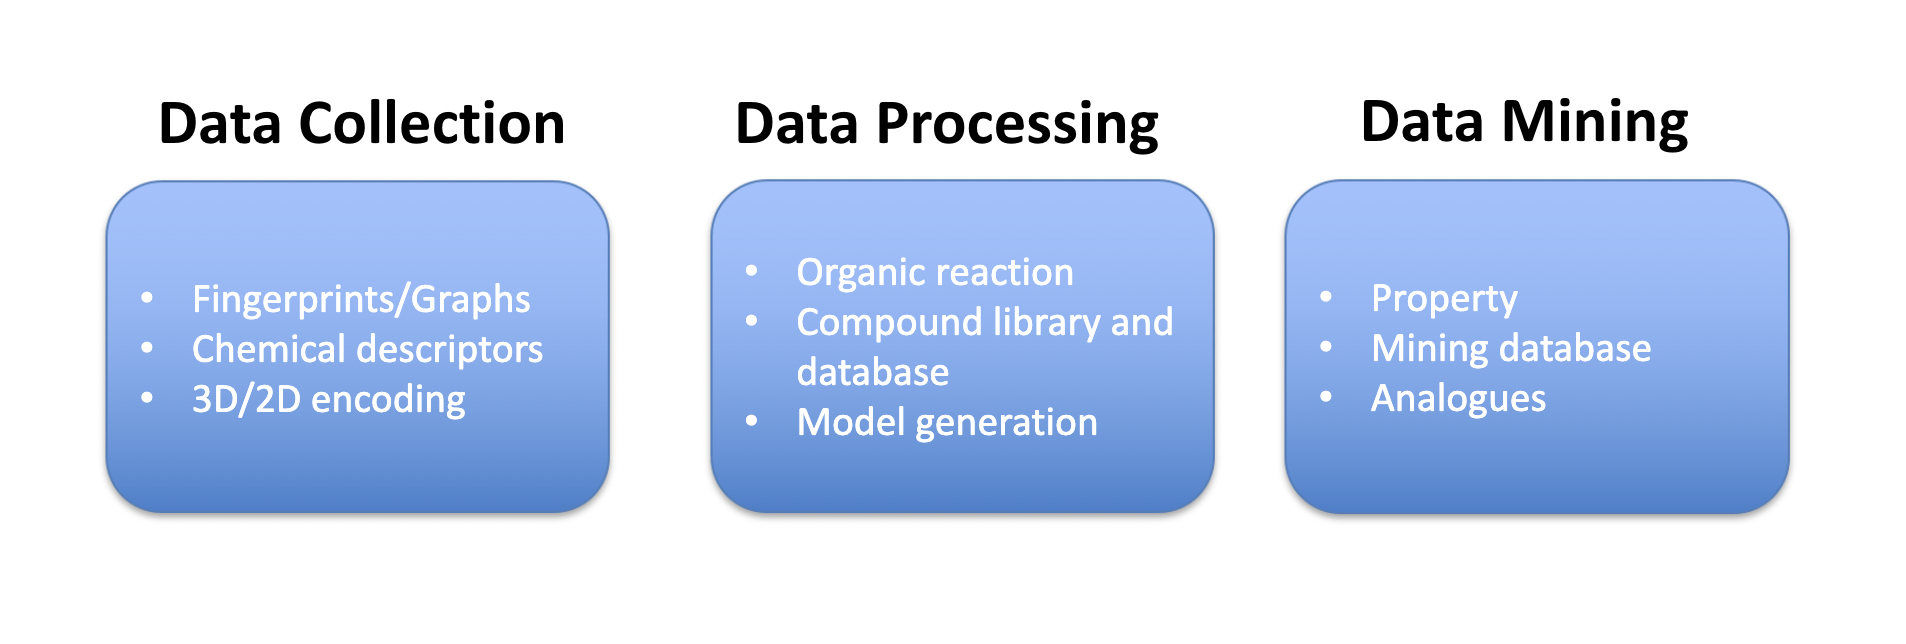 Data Collection
• Fingerprints/Graphs
• Chemical descriptors
• 3D/2D encoding
Data Processing
• Organic reaction
• Compound library and
database
• Model generation
Data Mining
• Property
• Mining database
• Analogues